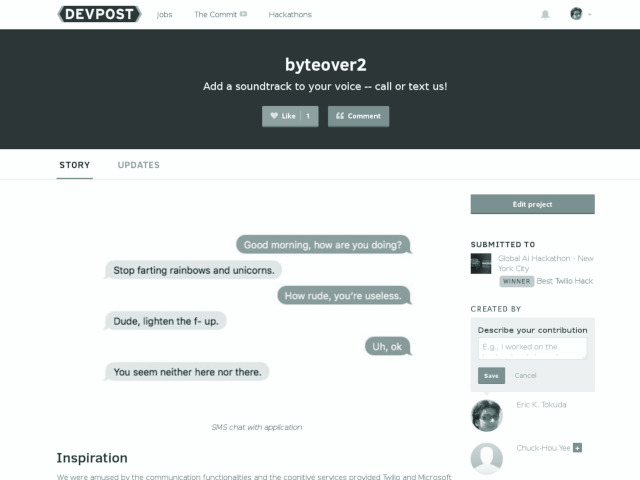 DEVPOST
Jobs
The Commit
Hackathons
byteover2
Add a soundtrack to your voice -- call or text us!
Like 1
Comment
STORY
UPDATES
Edit project
Good morning, how are you doing?
Stop farting rainbows and unicorns.
How rude, you're useless.
Dude, lighten the f- up.
Uh, ok
You seem neither here nor there.
SMS chat with application
SUBMITTED TO
Global AI Hackathon - New
York City
WINNER Best Twilio Hack
CREATED BY
Describe your contribution
E.g., I worked on the
Save
Cancel
Eric K. Tokuda
Chuck-Hou Yee +
Inspiration
We were amused by the communication functionalities and the cognitive services provided Twilio and Microsoft